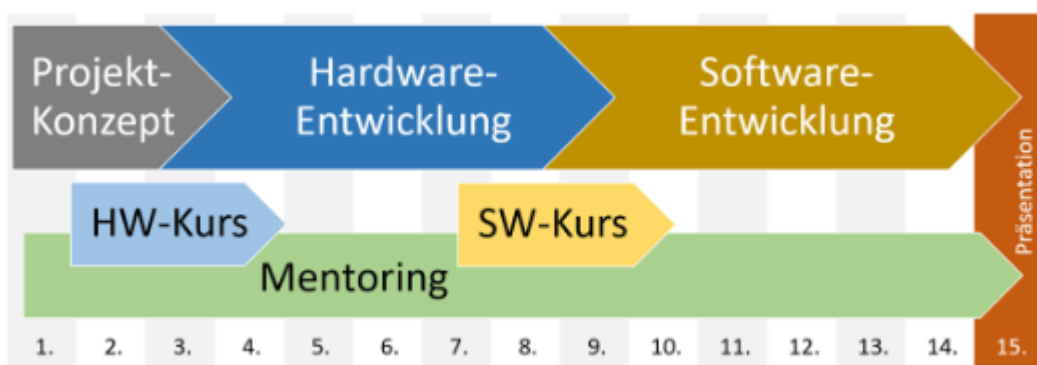 Projekt-
Konzept
Hardware-
Entwicklung
Software-
Entwicklung
Präsentation
HW-Kurs
SW-Kurs
Mentoring
1. 2. 3. 4. 5. 6. 7. 8. 9. 10. 11. 12. 13. 14. 15.